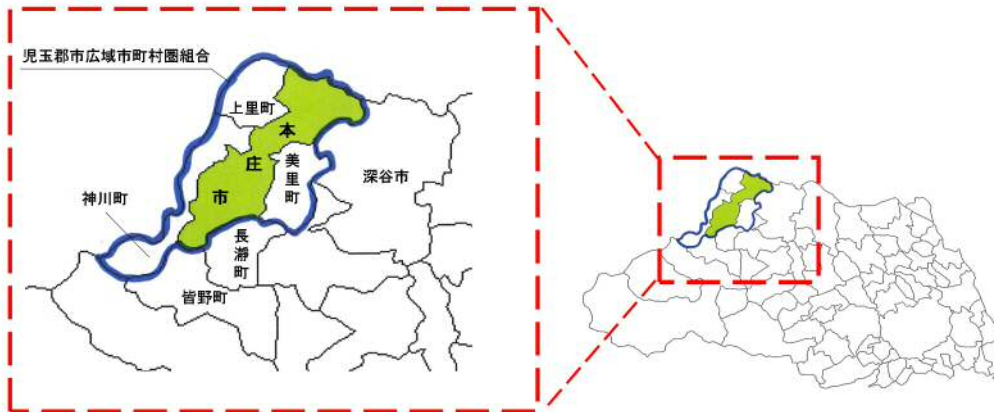 児玉郡市広域市町村圏組合
上里町
本庄市
美里町
深谷市
神川町
長瀞町
皆野町